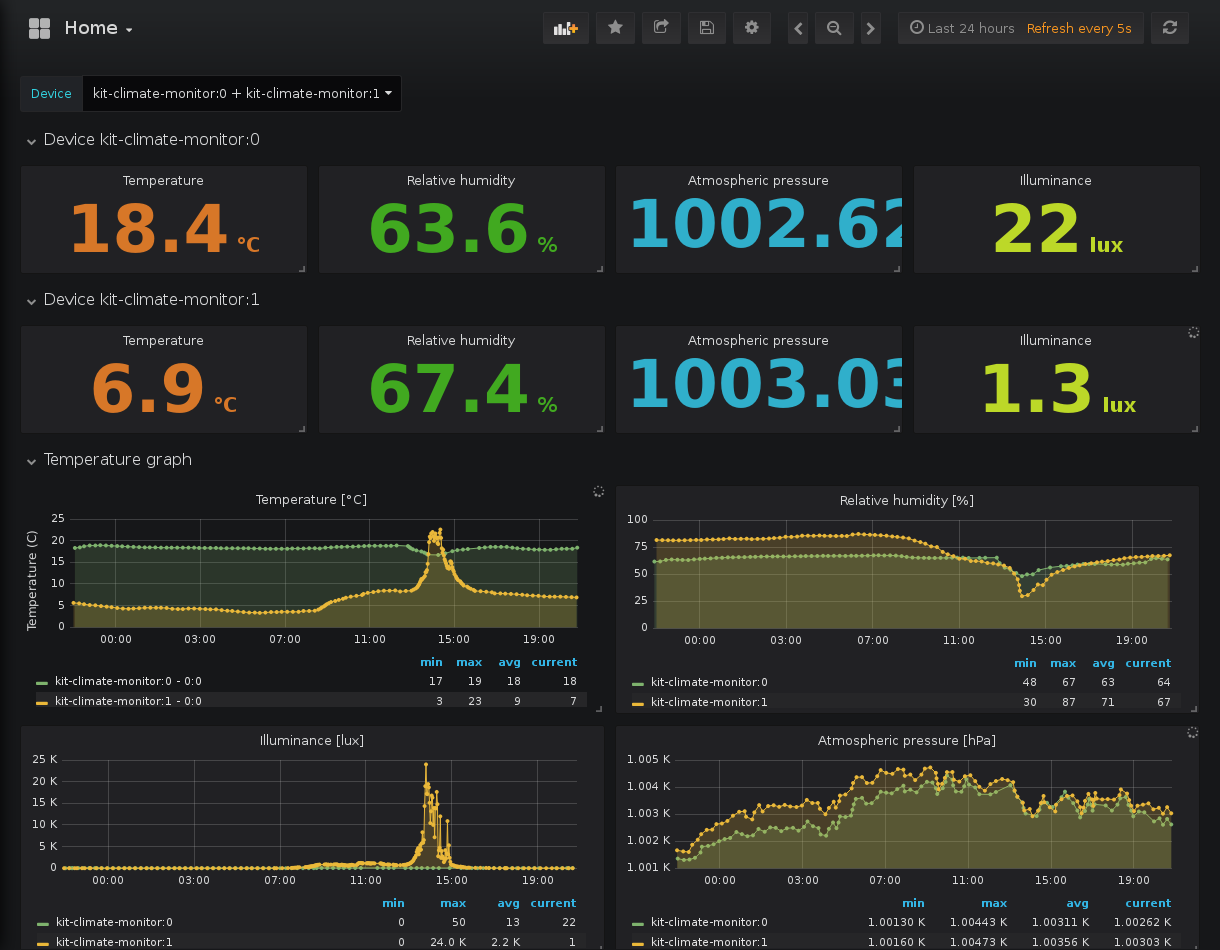 Home
Last 24 hours Refresh every 5s
Device kit-climate-monitor:0 + kit-climate-monitor:1
Device kit-climate-monitor:0
Temperature Relative humidity Atmospheric pressure Illuminance
18.4 °C 63.6 % 1002.62 22 lux
Device kit-climate-monitor:1
Temperature Relative humidity Atmospheric pressure Illuminance
6.9 °C 67.4 % 1003.03 1.3 lux
Temperature graph
Temperature [°C]
Temperature (C)
25
20
15
10
5
0
00:00 03:00 07:00 11:00 15:00 19:00
min max avg current
kit-climate-monitor:0 - 0:0 17 19 18 18
kit-climate-monitor:1 - 0:0 3 23 9 7
Relative humidity [%]
100
75
50
25
0
00:00 03:00 07:00 11:00 15:00 19:00
min max avg current
kit-climate-monitor:0 48 67 63 64
kit-climate-monitor:1 30 87 71 67
Illuminance [lux]
25 K
20 K
15 K
10 K
5 K
0
00:00 03:00 07:00 11:00 15:00 19:00
min max avg current
kit-climate-monitor:0 0 50 13 22
kit-climate-monitor:1 0 24.0 K 2.2 K 1
Atmospheric pressure [hPa]
1.005 K
1.004 K
1.003 K
1.002 K
1.001 K
00:00 03:00 07:00 11:00 15:00 19:00
min max avg current
kit-climate-monitor:0 1.00130 K 1.00443 K 1.00311 K 1.00262 K
kit-climate-monitor:1 1.00160 K 1.00473 K 1.00356 K 1.00303 K